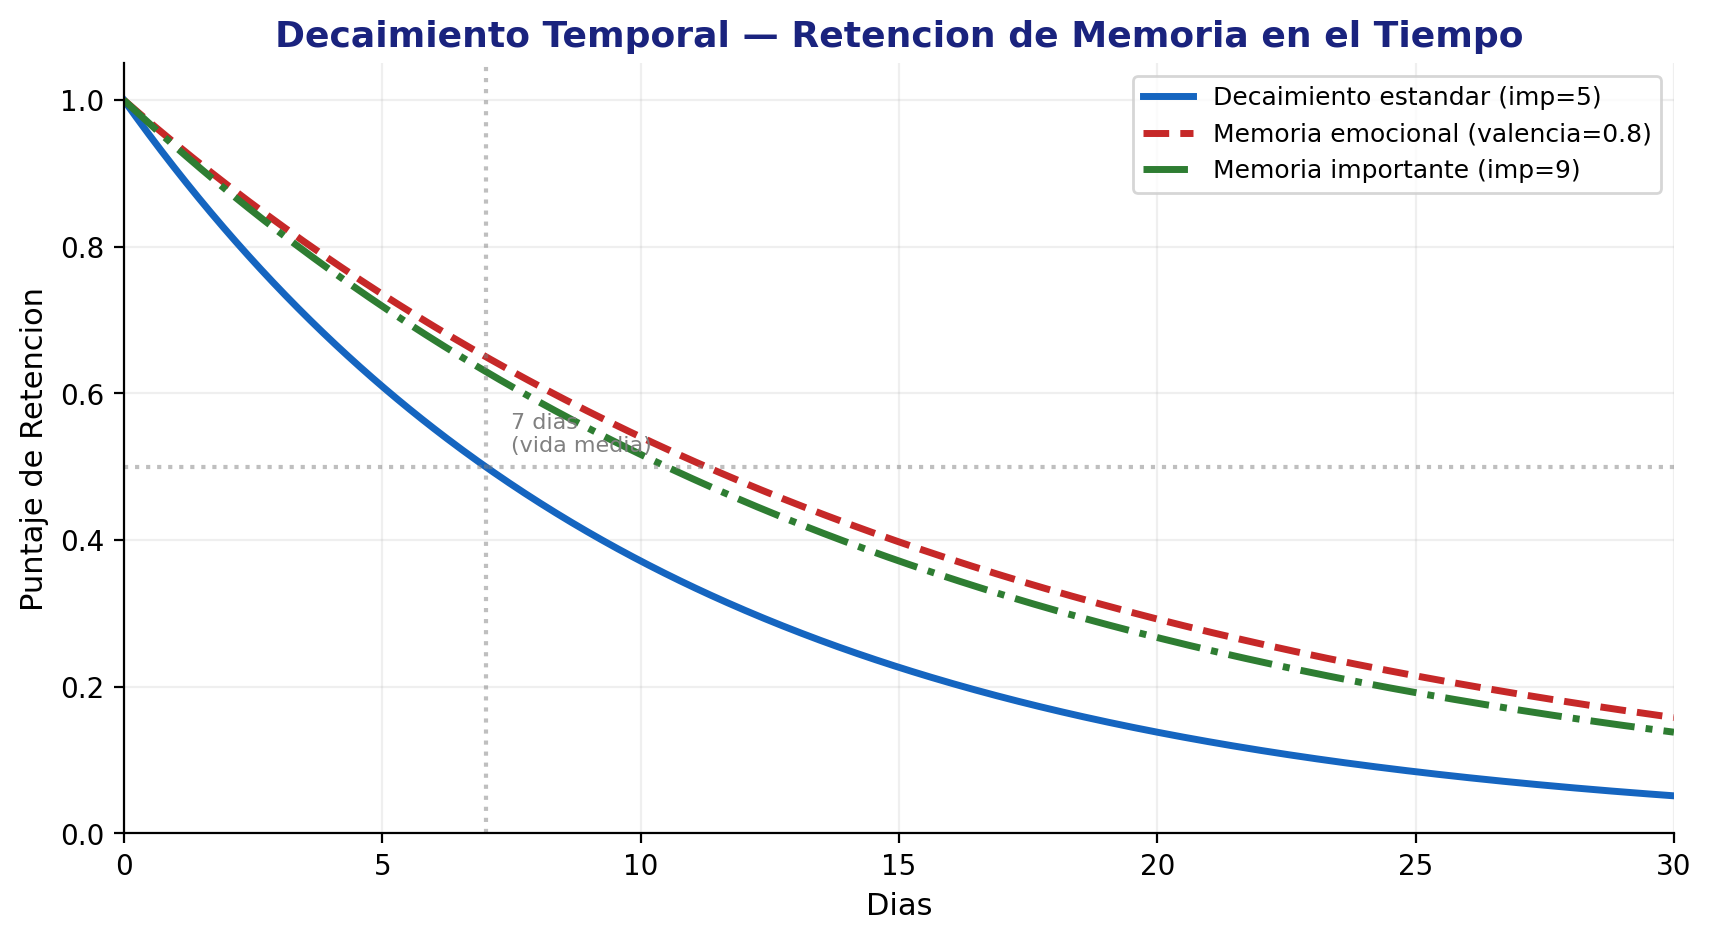 Decaimiento Temporal — Retencion de Memoria en el Tiempo
Decaimiento estandar (imp=5)
Memoria emocional (valencia=0.8)
Memoria importante (imp=9)
Puntaje de Retencion
1.0
0.8
0.6
0.4
0.2
0.0
7 dias
(vida media)
0
5
10
15
20
25
30
Dias